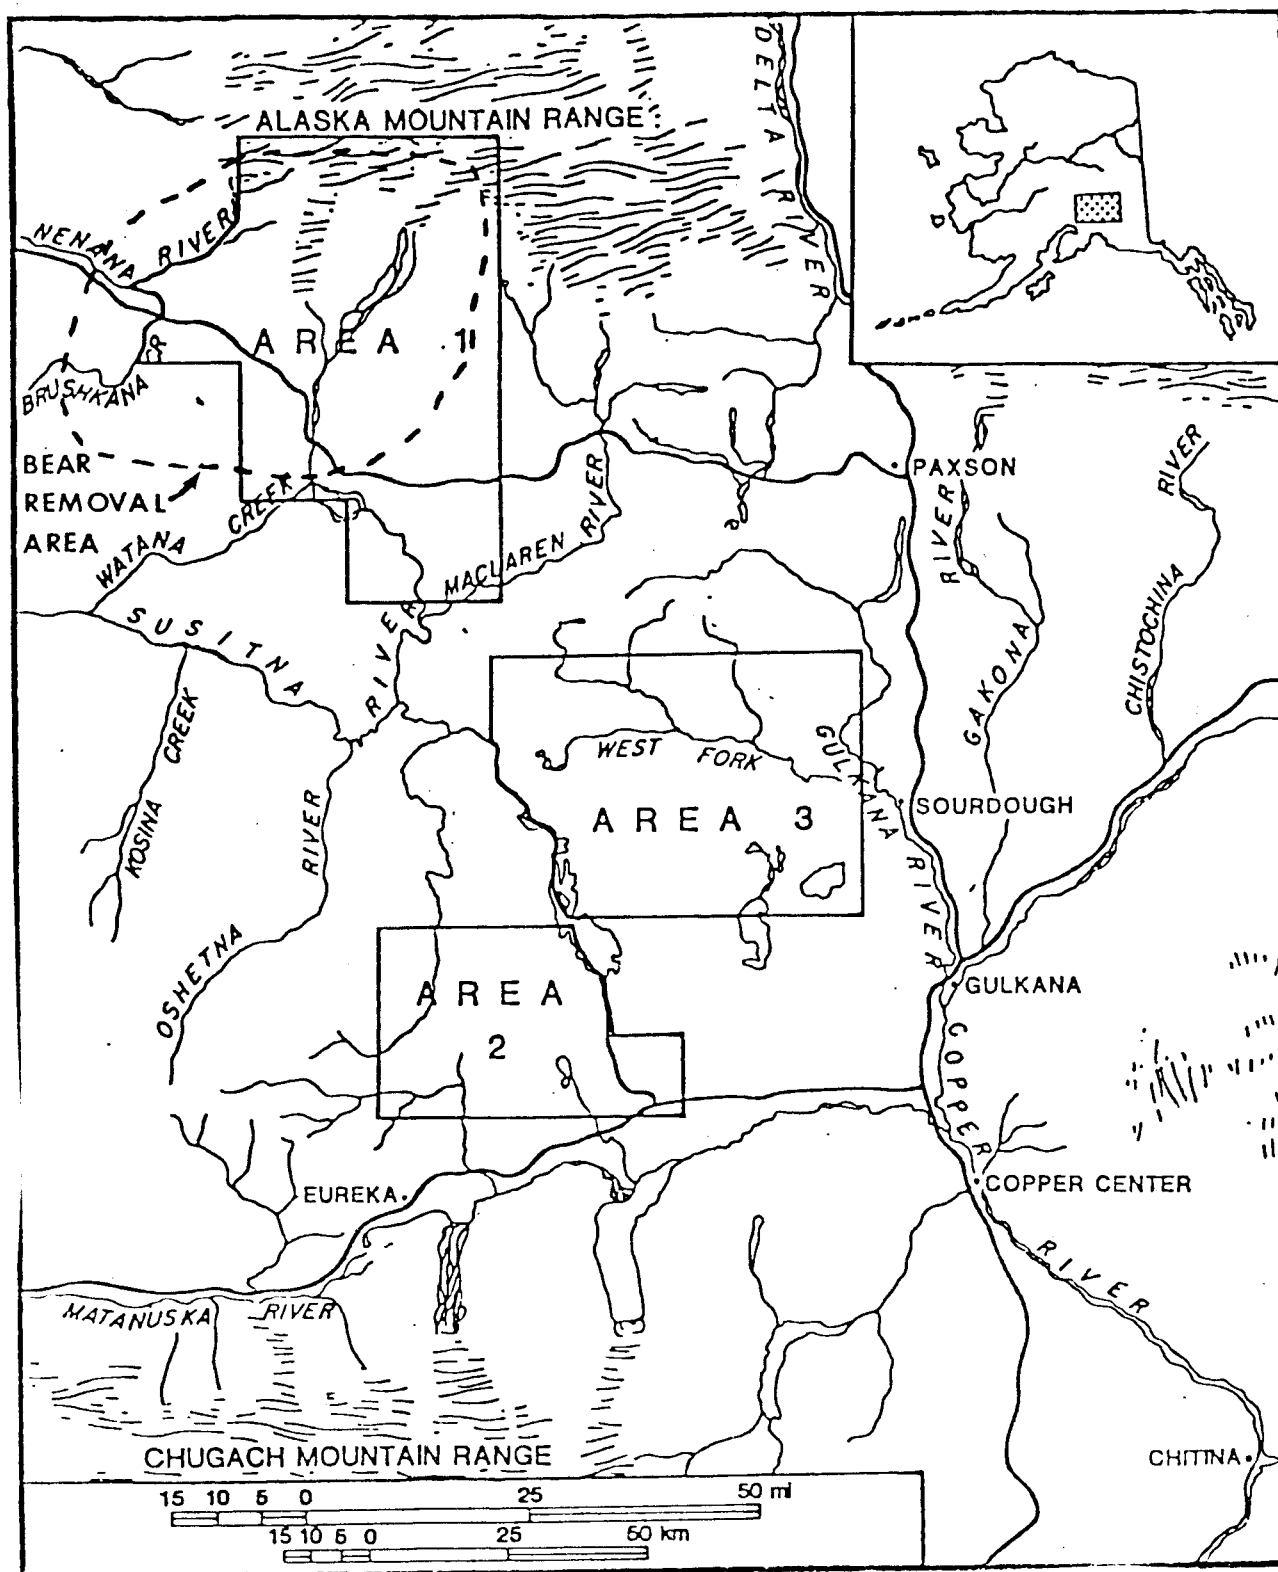 ALASKA MOUNTAIN RANGE
DELTA RIVER
NENANA RIVER
AREA 1
BRUSHKANA CR
BEAR
REMOVAL
AREA
WATANA CREEK
MACLAREN RIVER
PAXSON
RIVER
CHISTOCHINA RIVER
SUSITNA RIVER
GAKONA
KOSINA CREEK
WEST FORK
GULKANA RIVER
AREA 3
SOURDOUGH
OSHETNA RIVER
AREA
2
GULKANA
COPPER RIVER
EUREKA
COPPER CENTER
MATANUSKA RIVER
CHUGACH MOUNTAIN RANGE
CHITINA
15 10 5 0 25 50 mi
15 10 5 0 25 50 km